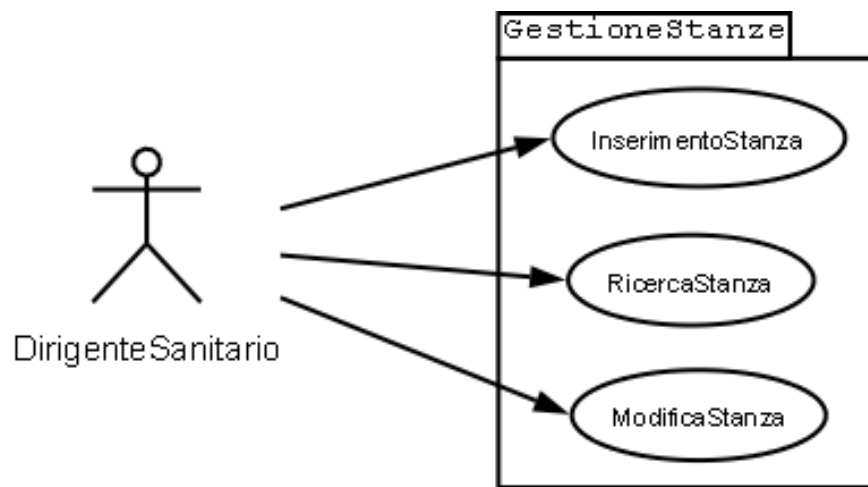 GestioneStanze
InserimentoStanza
RicercaStanza
DirigenteSanitario
ModificaStanza